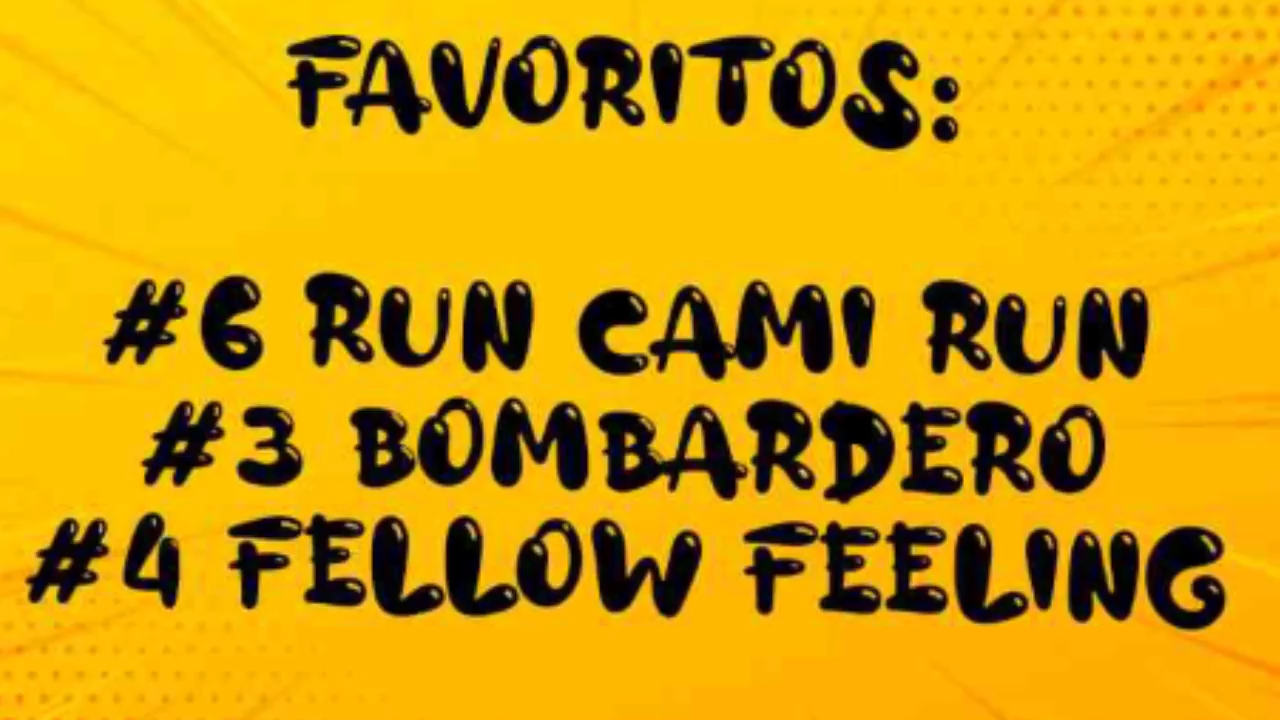 FAVORITOS:
#6 RUN CAMI RUN
#3 BOMBARDERO
#4 FELLOW FEELING